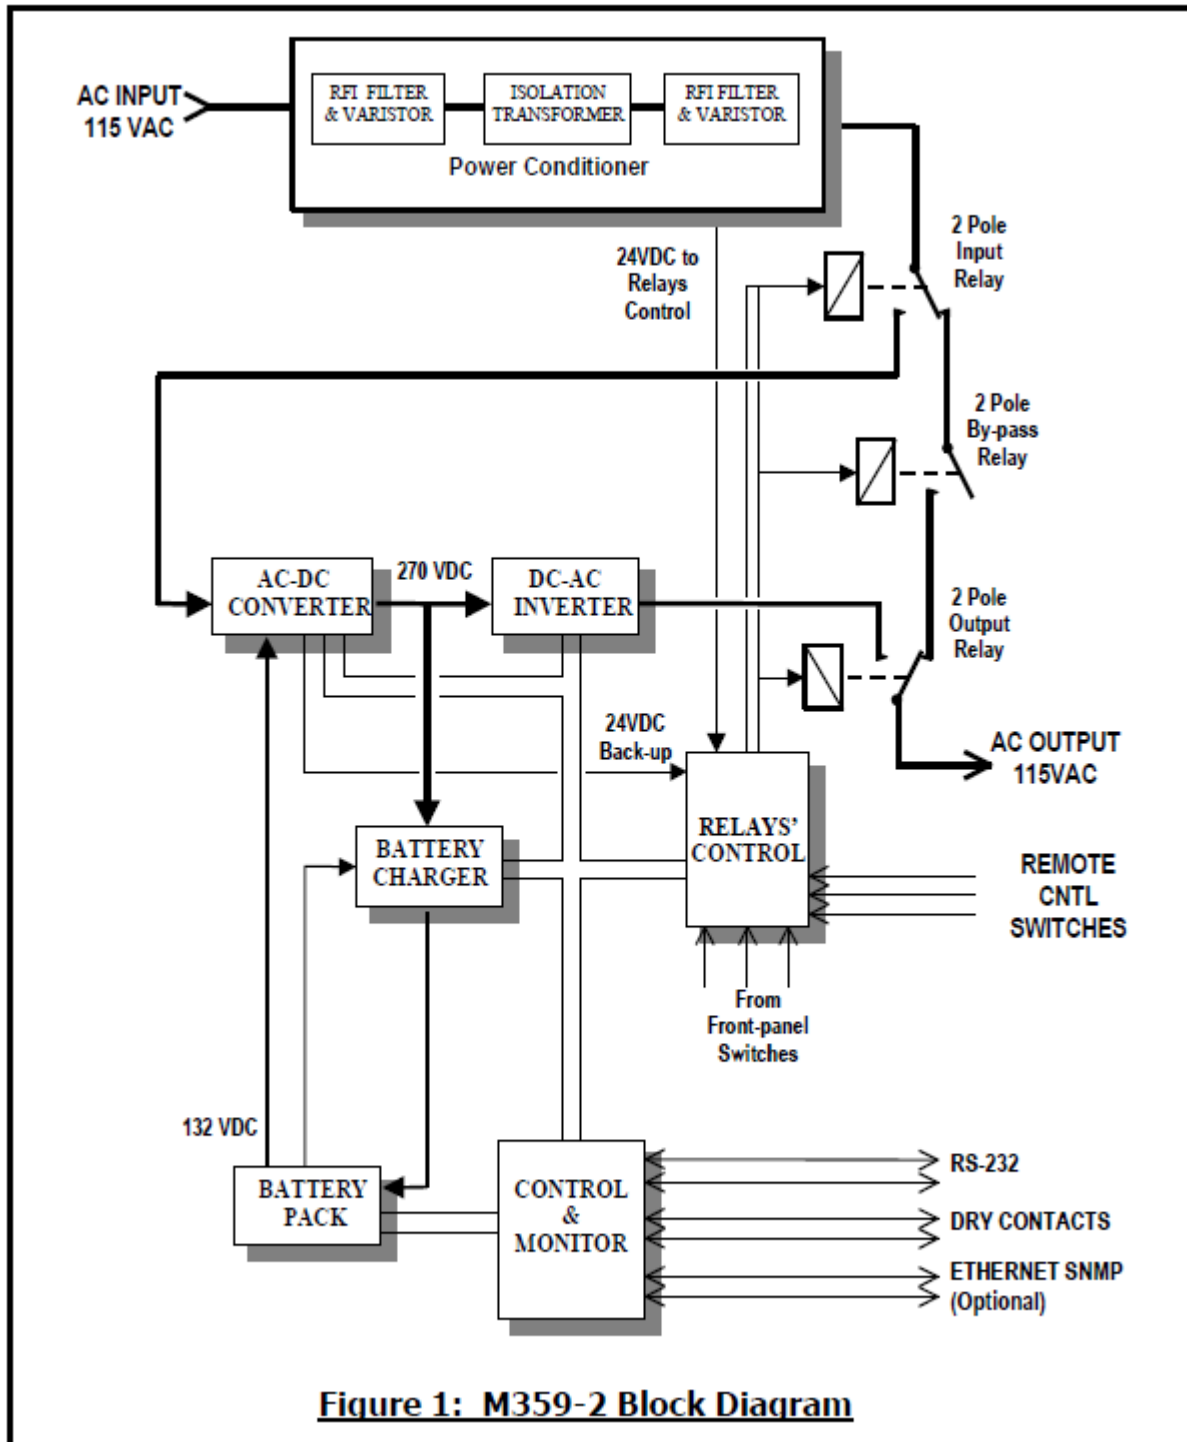 AC INPUT
115 VAC
RFI FILTER
& VARISTOR
ISOLATION
TRANSFORMER
RFI FILTER
& VARISTOR
Power Conditioner
24VDC to
Relays
Control
2 Pole
Input
Relay
2 Pole
By-pass
Relay
AC-DC
CONVERTER
270 VDC
DC-AC
INVERTER
2 Pole
Output
Relay
24VDC
Back-up
AC OUTPUT
115VAC
BATTERY
CHARGER
RELAYS'
CONTROL
REMOTE
CNTL
SWITCHES
From
Front-panel
Switches
132 VDC
BATTERY
PACK
CONTROL
&
MONITOR
RS-232
DRY CONTACTS
ETHERNET SNMP
(Optional)
Figure 1: M359-2 Block Diagram